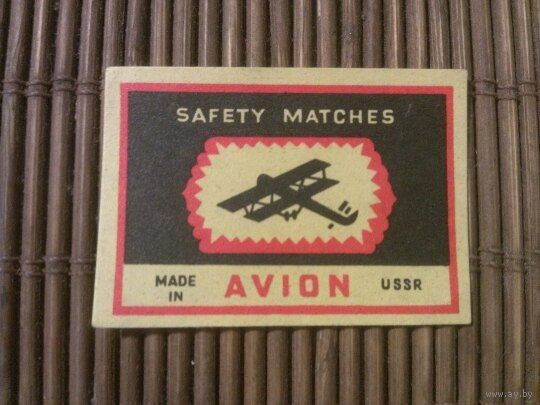 SAFETY MATCHES
MADE IN
AVION
USSR
www.ay.by